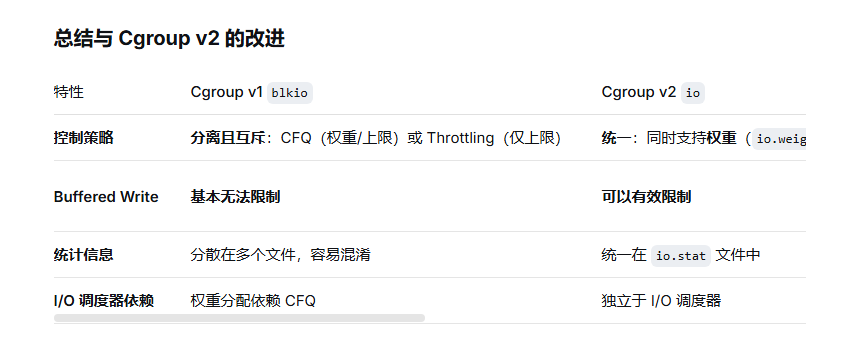 总结与 Cgroup v2 的改进
特性 Cgroup v1 blkio Cgroup v2 io
控制策略 分离且互斥：CFQ（权重/上限）或 Throttling（仅上限） 统一：同时支持权重（io.weig
Buffered Write 基本无法限制 可以有效限制
统计信息 分散在多个文件，容易混淆 统一在 io.stat 文件中
I/O 调度器依赖 权重分配依赖 CFQ 独立于 I/O 调度器